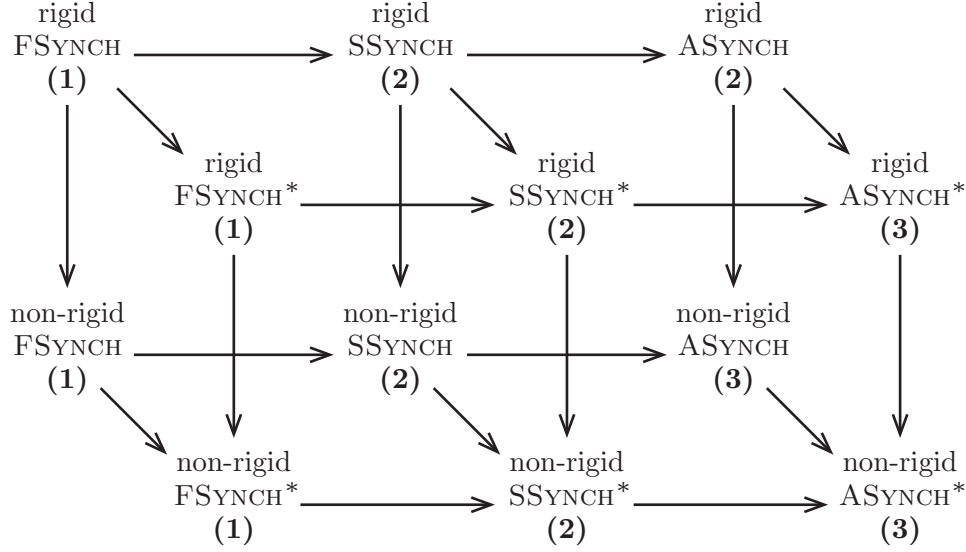 rigid
FSYNCH
(1)
rigid
SSYNCH
(2)
rigid
ASYNCH
(2)
rigid
FSYNCH*
(1)
rigid
SSYNCH*
(2)
rigid
ASYNCH*
(3)
non-rigid
FSYNCH
(1)
non-rigid
SSYNCH
(2)
non-rigid
ASYNCH
(3)
non-rigid
FSYNCH*
(1)
non-rigid
SSYNCH*
(2)
non-rigid
ASYNCH*
(3)